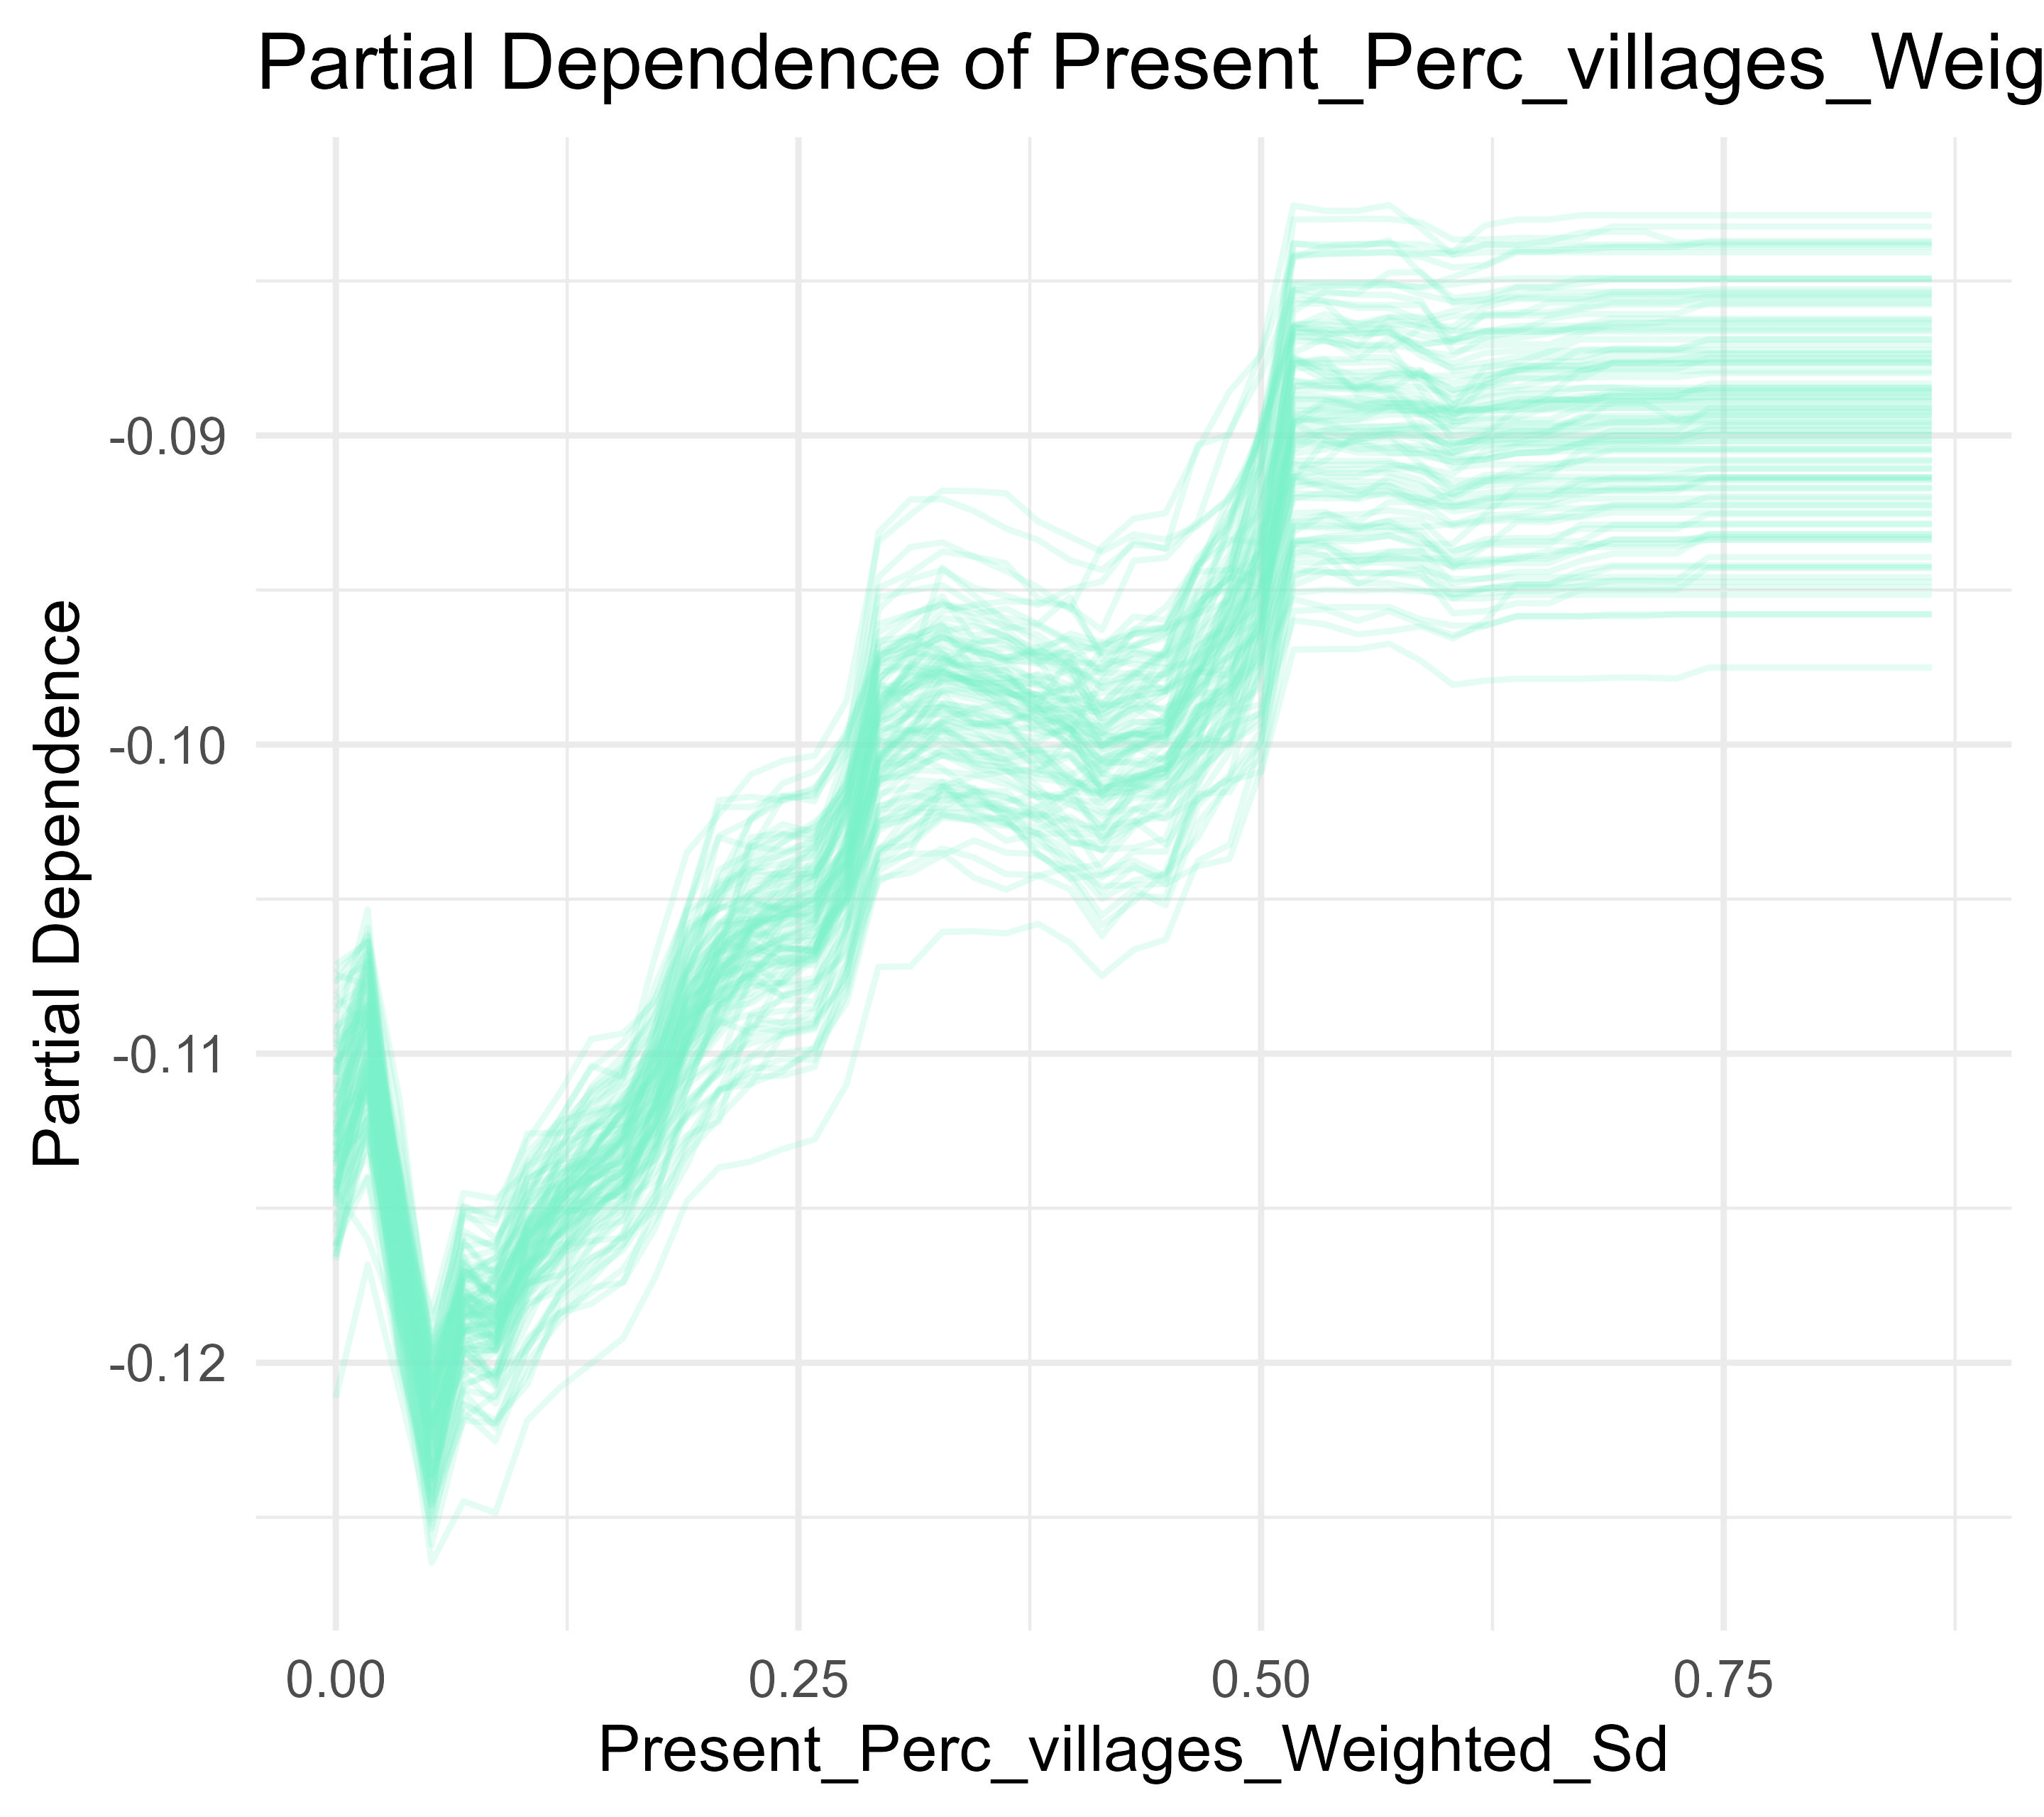 Partial Dependence of Present_Perc_villages_Weig
Partial Dependence
-0.09
-0.10
-0.11
-0.12
0.00 0.25 0.50 0.75
Present_Perc_villages_Weighted_Sd